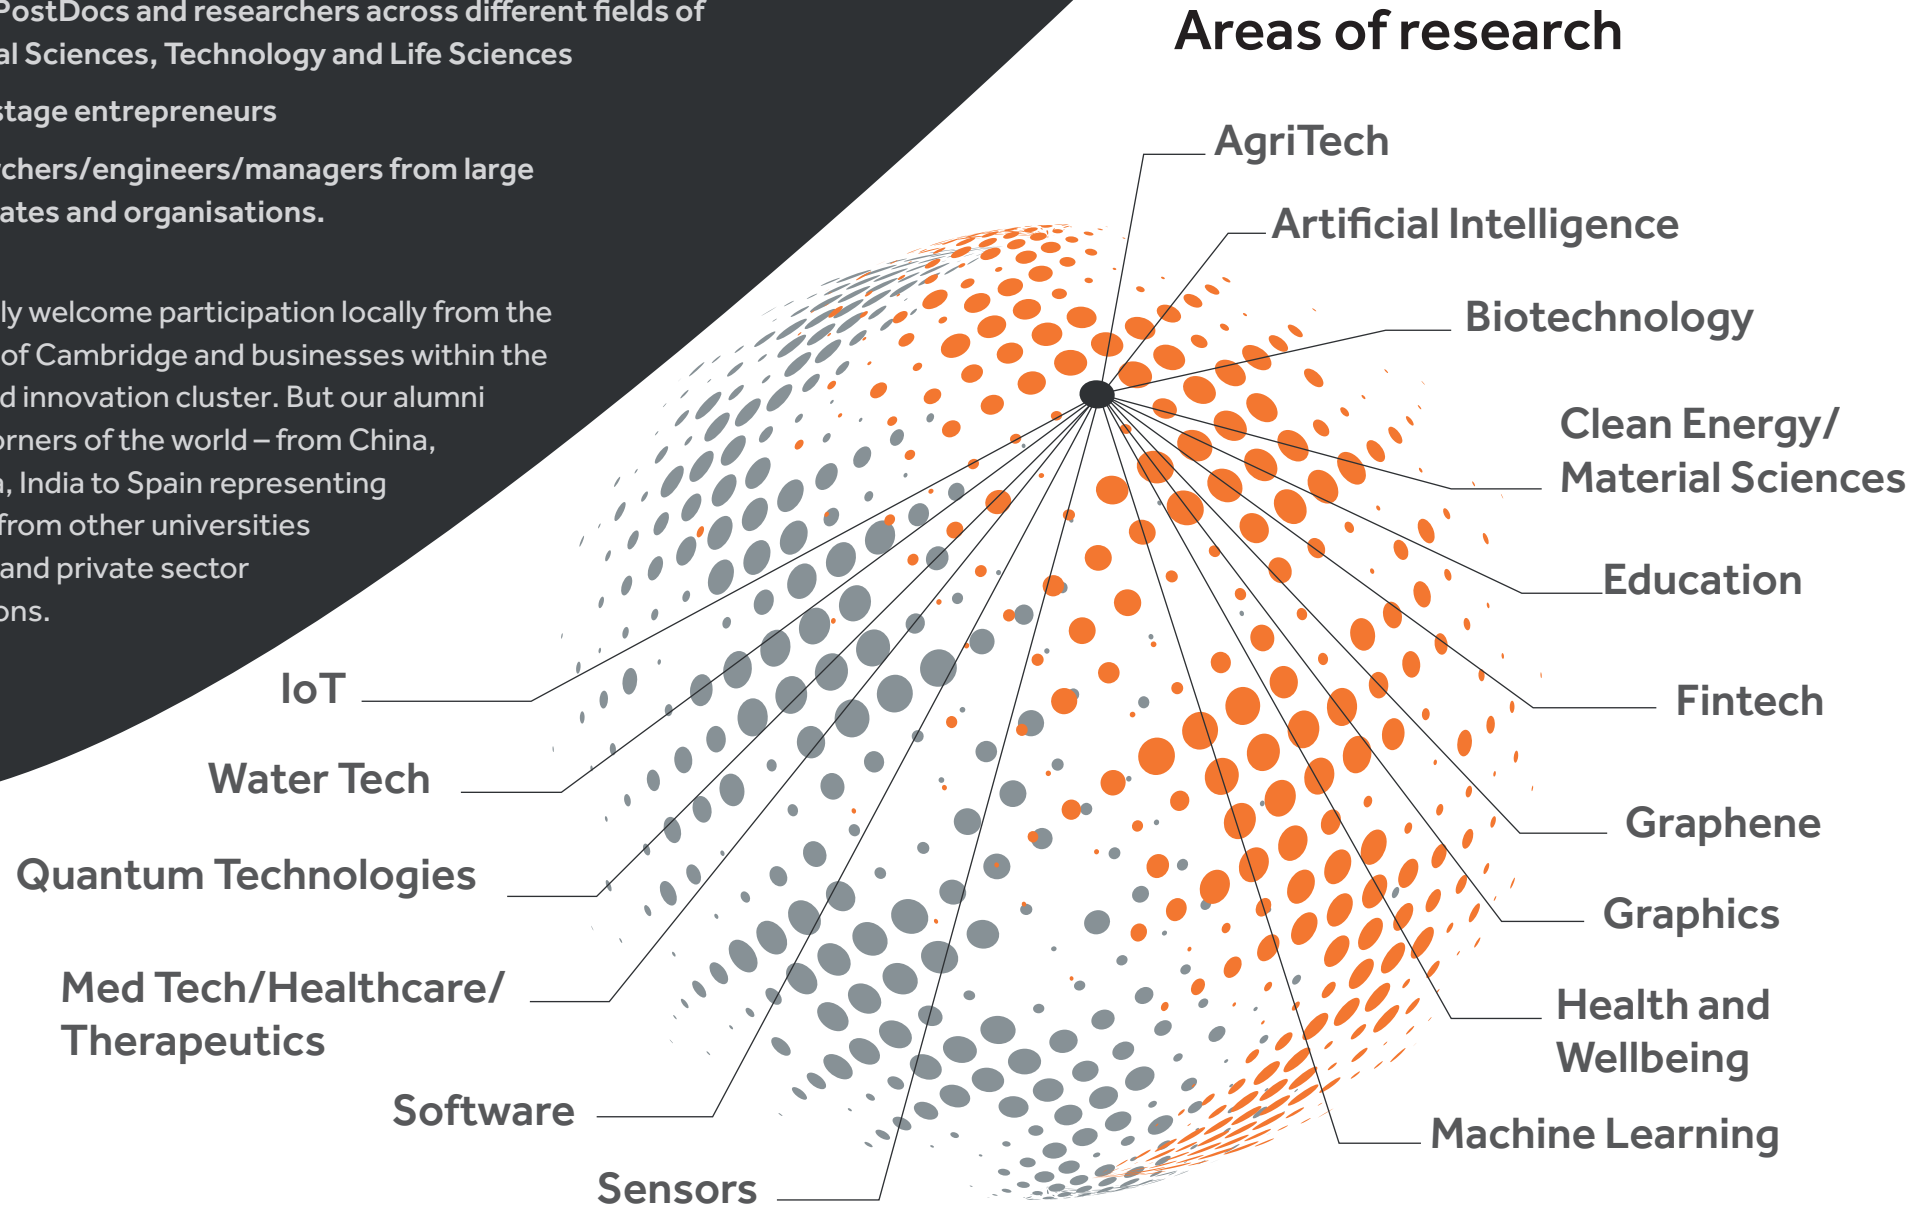 PostDocs and researchers across different fields of
al Sciences, Technology and Life Sciences
stage entrepreneurs
chers/engineers/managers from large
ates and organisations.
ly welcome participation locally from the
of Cambridge and businesses within the
d innovation cluster. But our alumni
orners of the world – from China,
a, India to Spain representing
from other universities
and private sector
ons.
Areas of research
AgriTech
Artificial Intelligence
Biotechnology
Clean Energy/
Material Sciences
Education
Fintech
Graphene
Graphics
Health and
Wellbeing
Machine Learning
Sensors
Software
Med Tech/Healthcare/
Therapeutics
Quantum Technologies
Water Tech
IoT